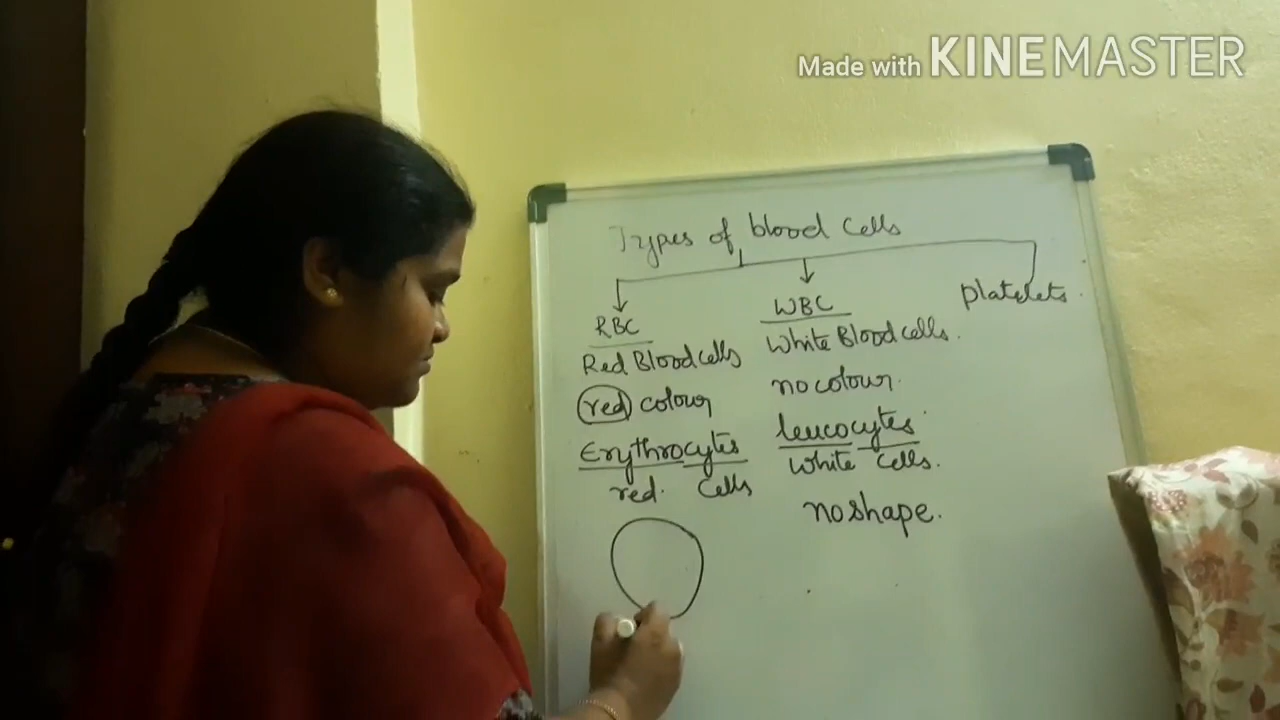 Made with KINEMASTER
Types of blood cells
RBC
Red Blood cells
red colour
Erythrocytes
red. cells
WBC
White Blood cells.
no colour.
leucocytes
White cells.
no shape.
platelets.